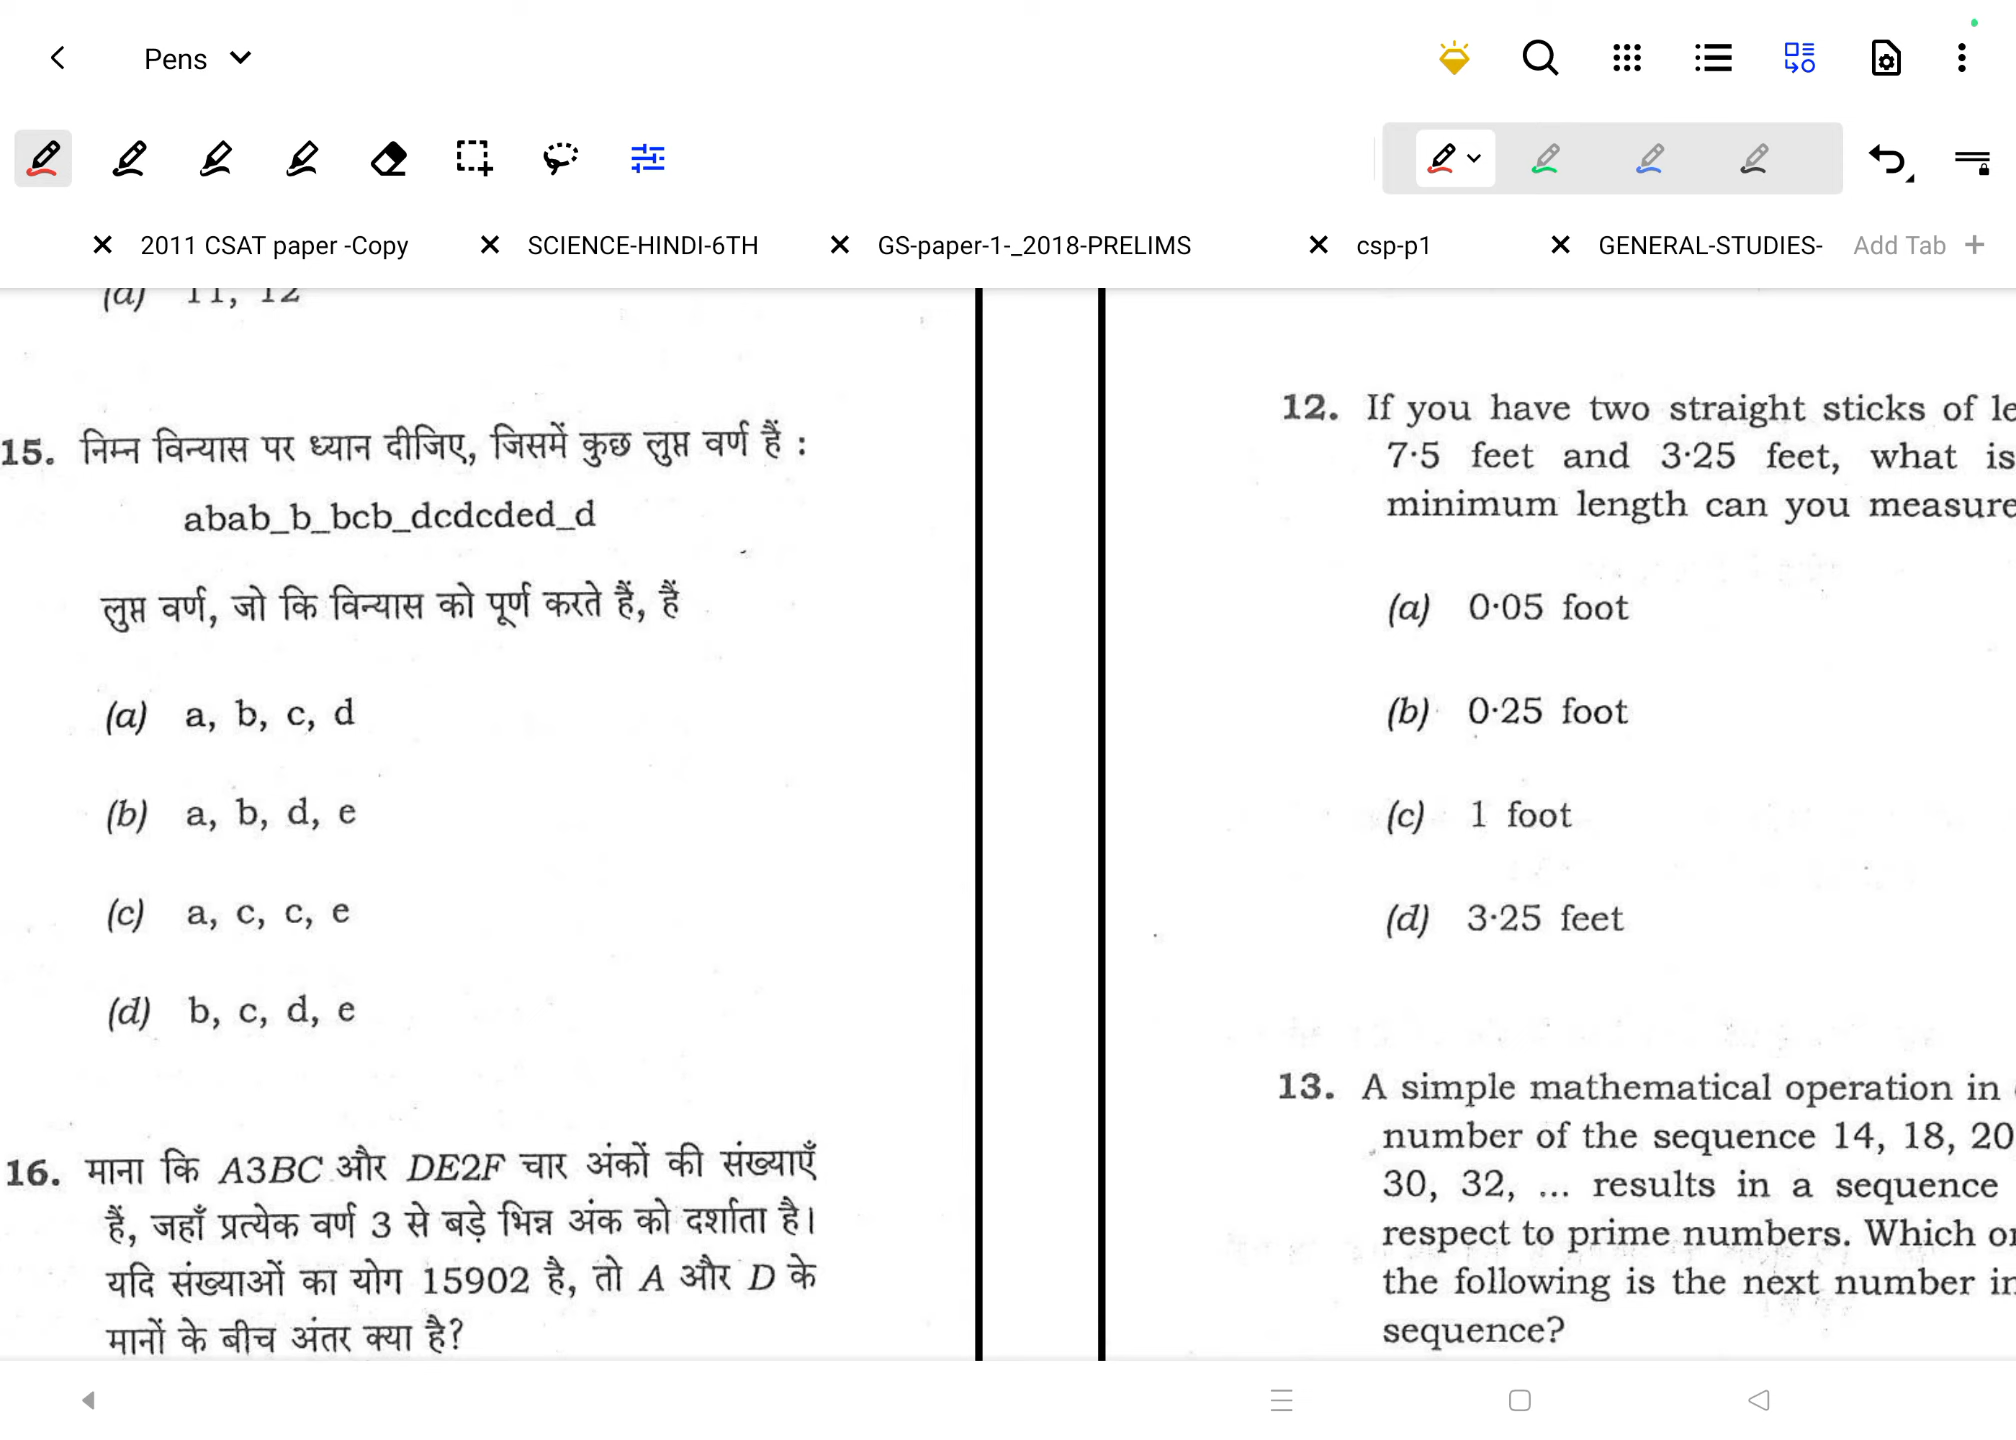 Pens
2011 CSAT paper -Copy
SCIENCE-HINDI-6TH
GS-paper-1-_2018-PRELIMS
csp-p1
GENERAL-STUDIES-
Add Tab +
(d) 11, 12
15. निम्न विन्यास पर ध्यान दीजिए, जिसमें कुछ लुप्त वर्ण हैं :
abab_b_bcb_dcdcded_d
लुप्त वर्ण, जो कि विन्यास को पूर्ण करते हैं, हैं
(a) a, b, c, d
(b) a, b, d, e
(c) a, c, c, e
(d) b, c, d, e
16. माना कि A3BC और DE2F चार अंकों की संख्याएँ
हैं, जहाँ प्रत्येक वर्ण 3 से बड़े भिन्न अंक को दर्शाता है।
यदि संख्याओं का योग 15902 है, तो A और D के
मानों के बीच अंतर क्या है?
12. If you have two straight sticks of le
7·5 feet and 3·25 feet, what is
minimum length can you measure
(a) 0·05 foot
(b) 0·25 foot
(c) 1 foot
(d) 3·25 feet
13. A simple mathematical operation in
number of the sequence 14, 18, 20
30, 32, ... results in a sequence
respect to prime numbers. Which
the following is the next number in
sequence?